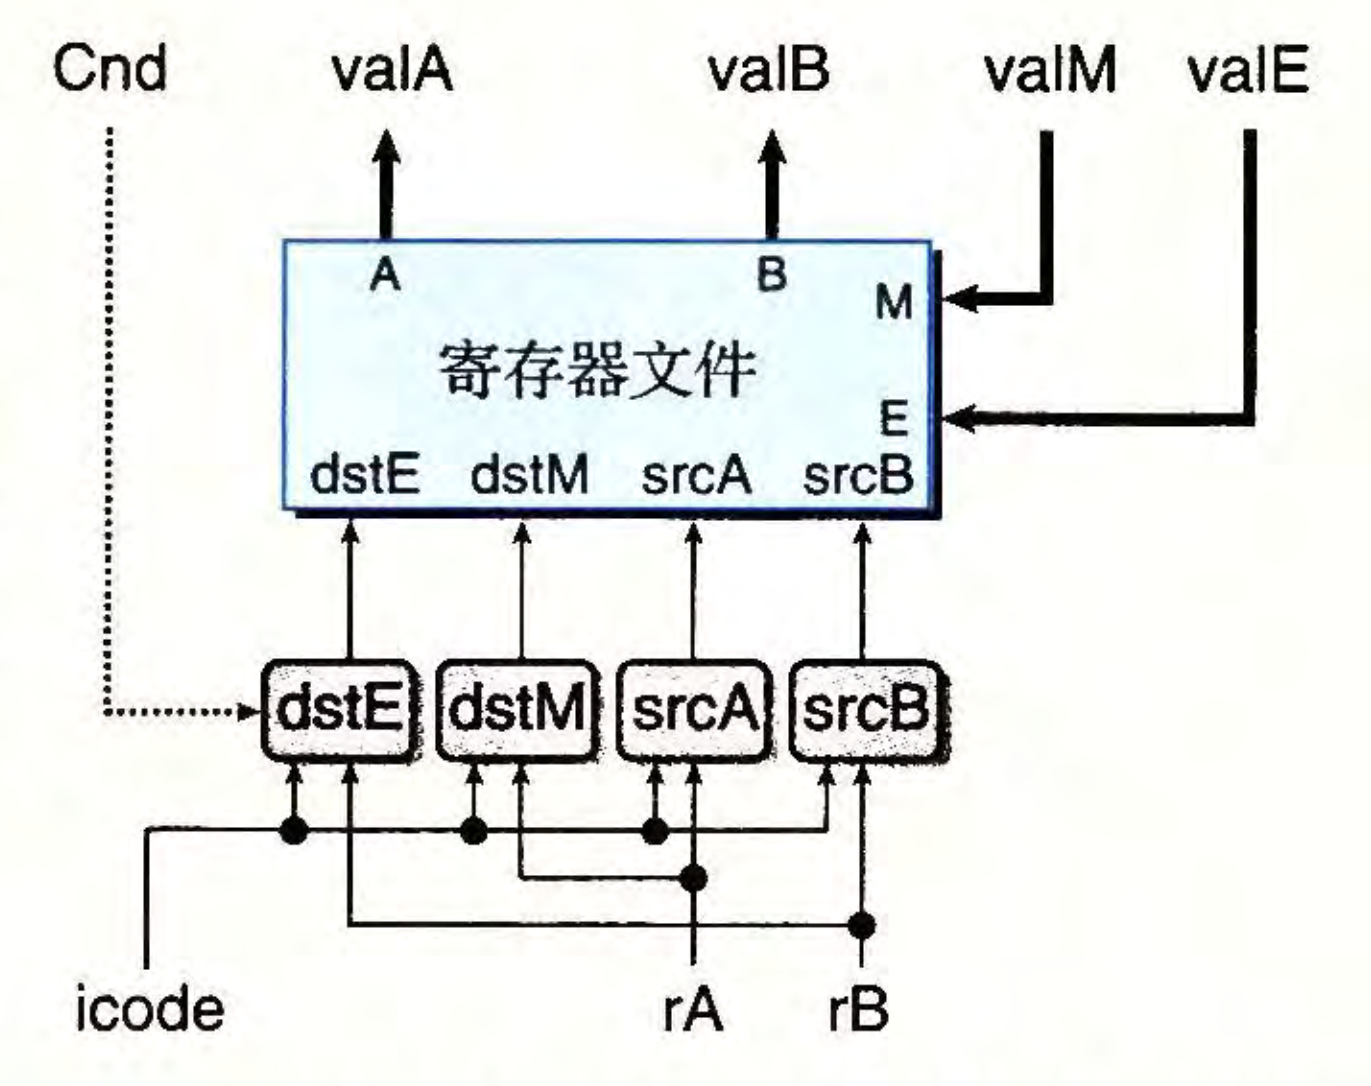 Cnd valA valB valM valE
A B M
寄存器文件
E
dstE dstM srcA srcB
dstE dstM srcA srcB
icode rA rB